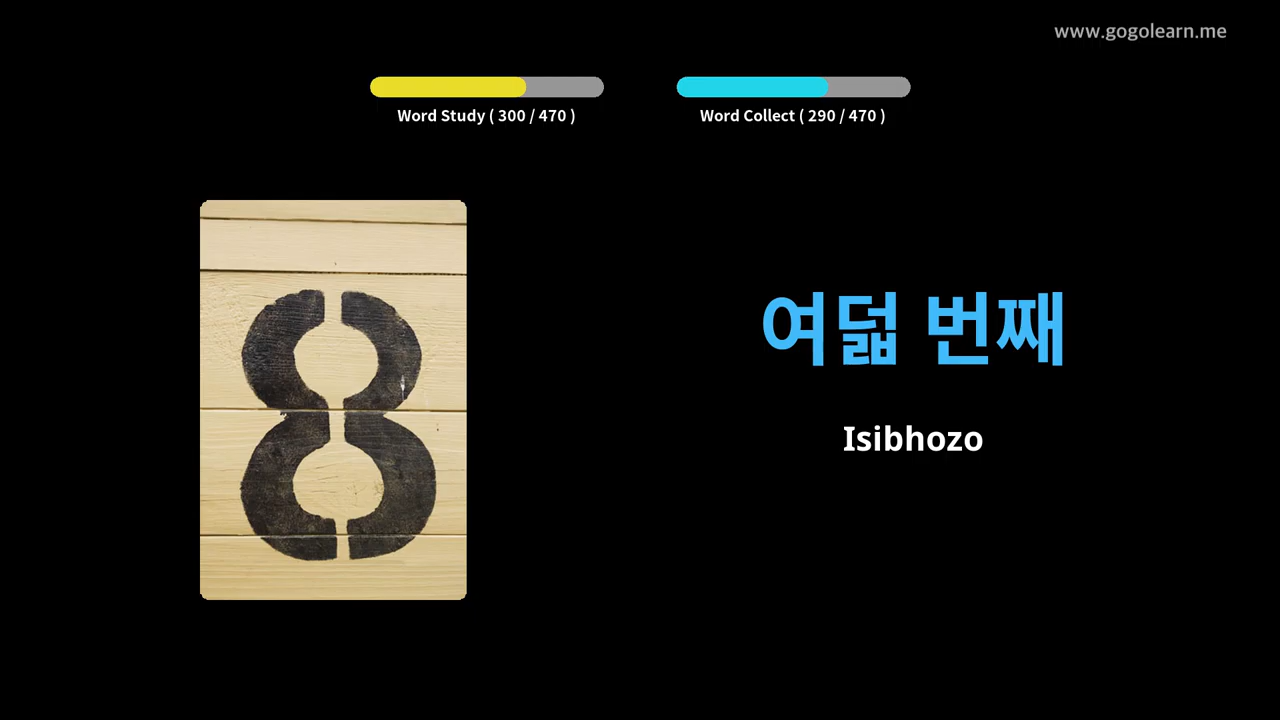 www.gogolearn.me
Word Study ( 300 / 470 )
Word Collect ( 290 / 470 )
8
여덟 번째
Isibhozo